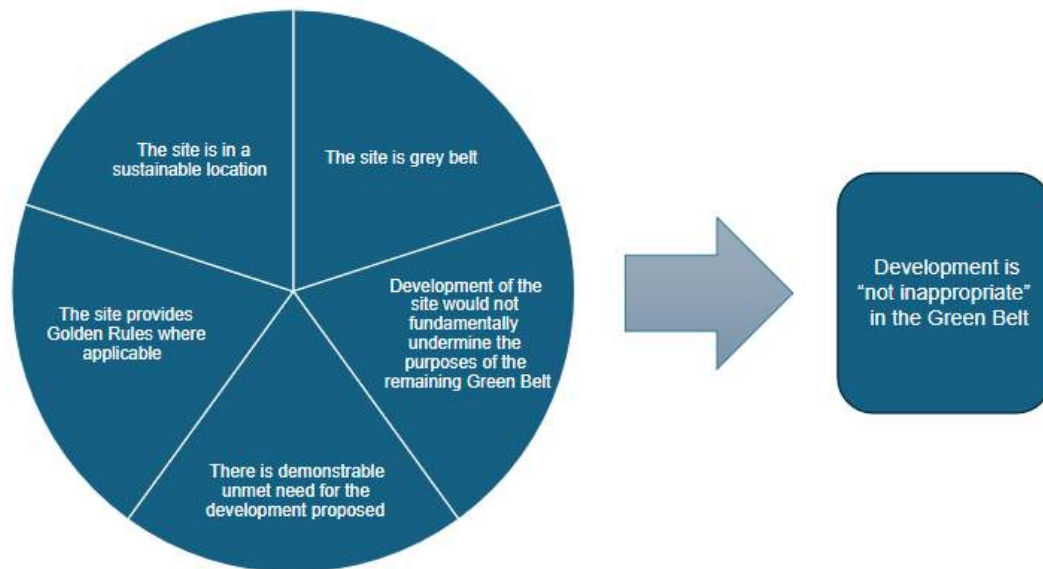 The site is in a
sustainable location
The site is grey belt
Development of the
site would not
fundamentally
undermine the
purposes of the
remaining Green Belt
There is demonstrable
unmet need for the
development proposed
The site provides
Golden Rules where
applicable
Development is
“not inappropriate”
in the Green Belt